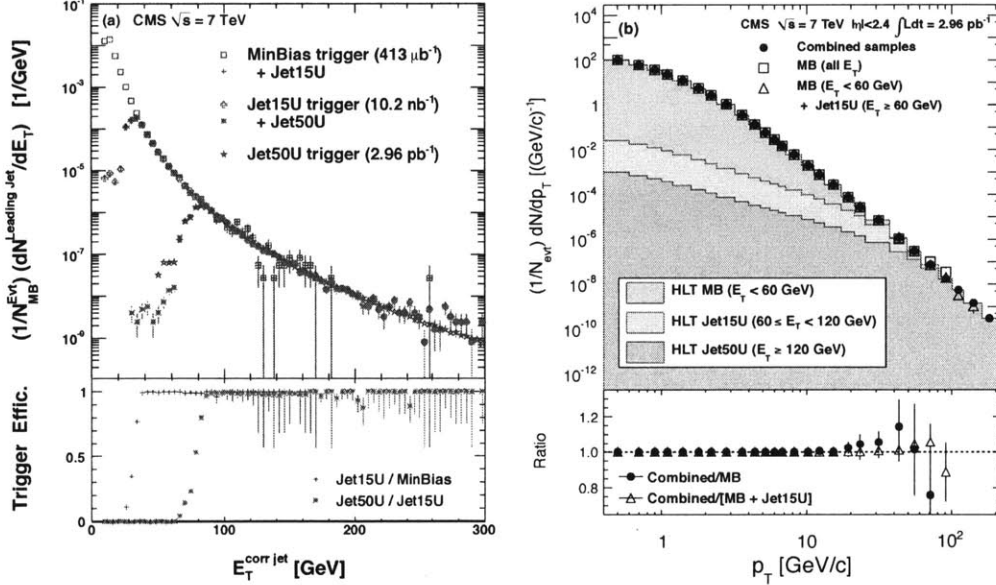 (a) CMS √s = 7 TeV
MinBias trigger (413 μb⁻¹)
+ Jet15U
Jet15U trigger (10.2 nb⁻¹)
+ Jet50U
Jet50U trigger (2.96 pb⁻¹)
(1/N_MB^Evt) (dN^Leading Jet/dE_T) [1/GeV]
10⁻¹
10⁻³
10⁻⁴
10⁻⁵
10⁻⁶
10⁻⁷
10⁻⁸
10⁻⁹
Trigger Effic.
1
0.5
0
Jet15U / MinBias
Jet50U / Jet15U
0 100 200 300
E_T^corr jet [GeV]
(b) CMS √s = 7 TeV |η|<2.4 ∫Ldt = 2.96 pb⁻¹
Combined samples
MB (all E_T)
MB (E_T < 60 GeV)
+ Jet15U (E_T ≥ 60 GeV)
(1/N_evt) dN/dp_T [(GeV/c)⁻¹]
10⁴
10²
1
10⁻²
10⁻⁴
10⁻⁶
10⁻⁸
10⁻¹⁰
10⁻¹²
HLT MB (E_T < 60 GeV)
HLT Jet15U (60 ≤ E_T < 120 GeV)
HLT Jet50U (E_T ≥ 120 GeV)
Ratio
1.2
1.0
0.8
Combined/MB
Combined/[MB + Jet15U]
1 10 10²
p_T [GeV/c]